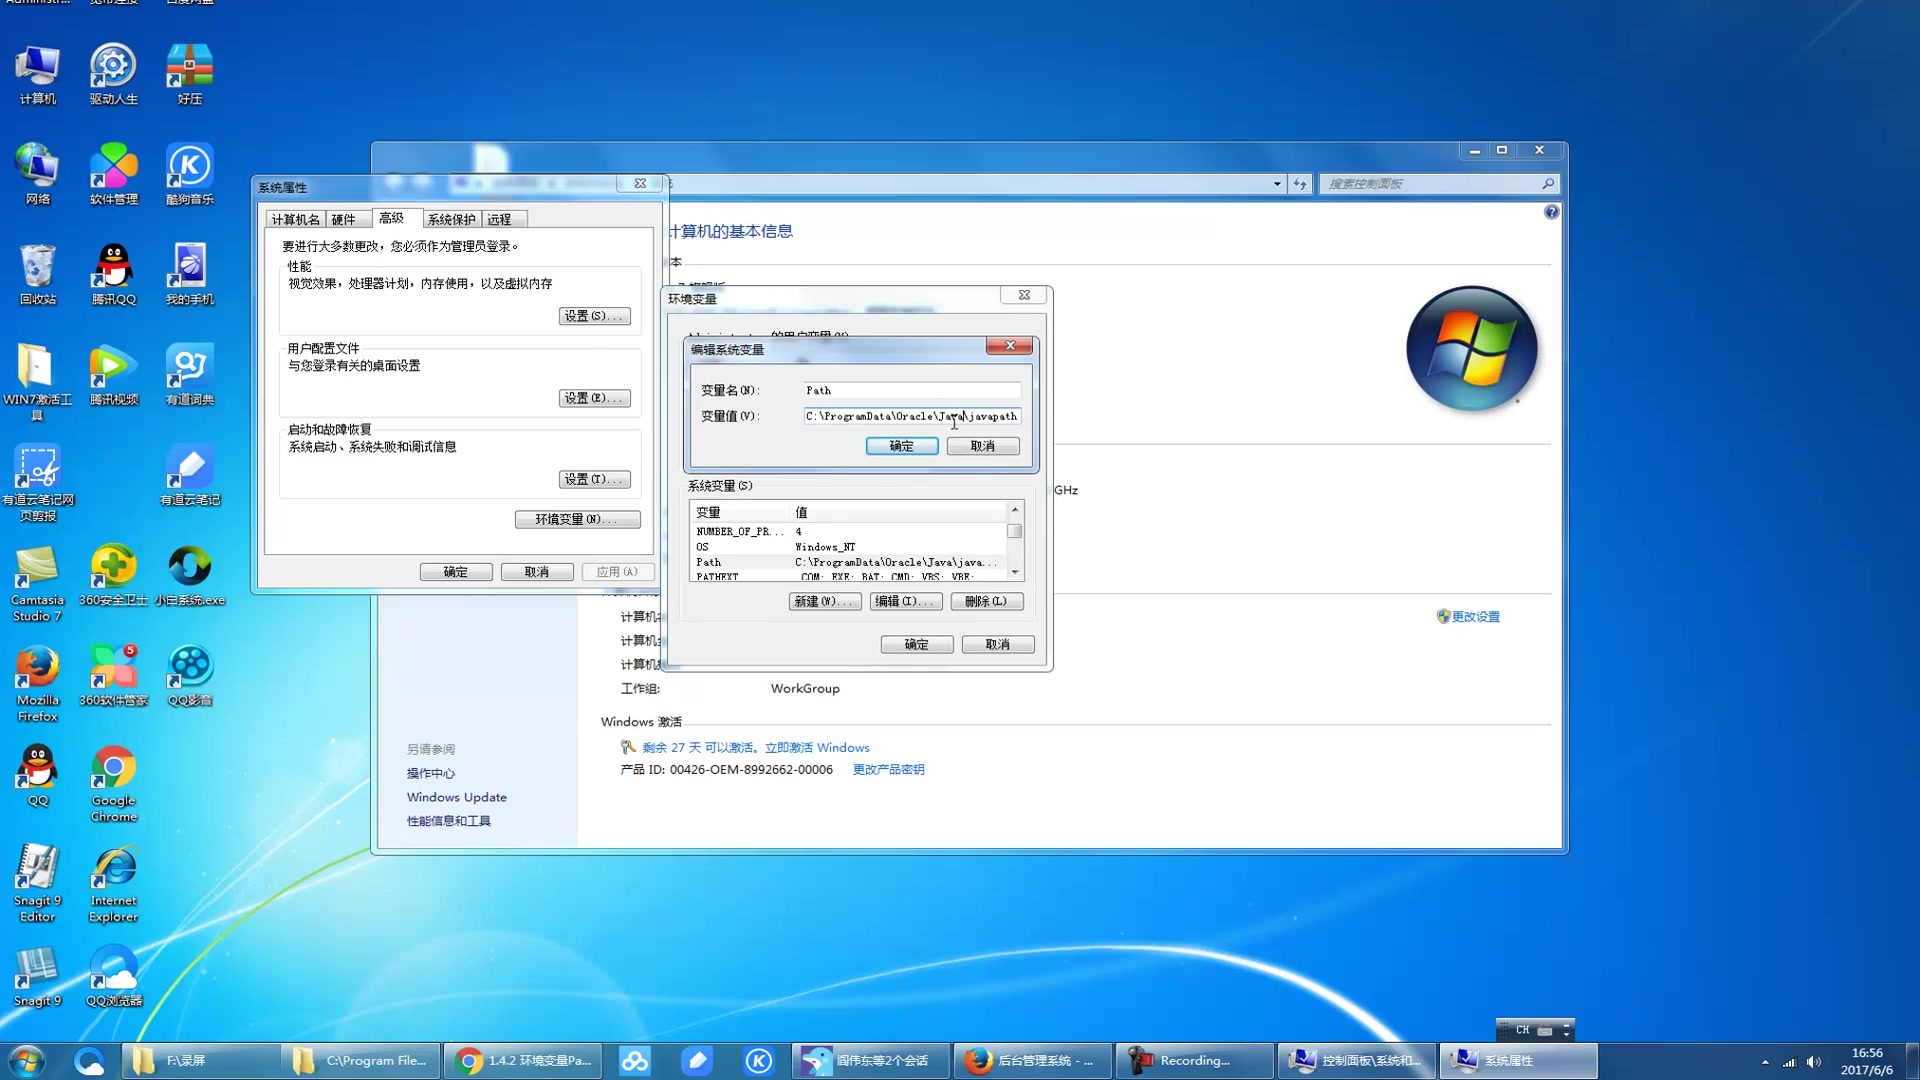 宽带连接
百度网盘
计算机
驱动人生
好压
网络
软件管理
酷狗音乐
回收站
腾讯QQ
我的手机
WIN7激活工具
腾讯视频
有道词典
有道云笔记网页剪报
有道云笔记
Camtasia Studio 7
360安全卫士
小白系统.exe
Mozilla Firefox
5
360软件管家
QQ影音
QQ
Google Chrome
Snagit 9 Editor
Internet Explorer
Snagit 9
QQ浏览器
系统属性
计算机名
硬件
高级
系统保护
远程
要进行大多数更改，您必须作为管理员登录。
性能
视觉效果，处理器计划，内存使用，以及虚拟内存
设置(S)...
用户配置文件
与您登录有关的桌面设置
设置(E)...
启动和故障恢复
系统启动、系统失败和调试信息
设置(T)...
环境变量(N)...
确定
取消
应用(A)
搜索控制面板
计算机的基本信息
本
环境变量
编辑系统变量
变量名(N):
Path
变量值(V):
C:\ProgramData\Oracle\Java\javapath
确定
取消
系统变量(S)
变量 值
NUMBER_OF_PR... 4
OS Windows_NT
Path C:\ProgramData\Oracle\Java\java...
PATHEXT .COM;.EXE;.BAT;.CMD;.VBS;.VBE;
新建(W)...
编辑(I)...
删除(L)
确定
取消
GHz
更改设置
工作组: WorkGroup
Windows 激活
剩余 27 天 可以激活。立即激活 Windows
产品 ID: 00426-OEM-8992662-00006 更改产品密钥
另请参阅
操作中心
Windows Update
性能信息和工具
CH
F:\录屏
C:\Program File...
1.4.2 环境变量Pa...
阎伟东等2个会话
后台管理系统 - ...
Recording...
控制面板\系统和...
系统属性
16:56
2017/6/6